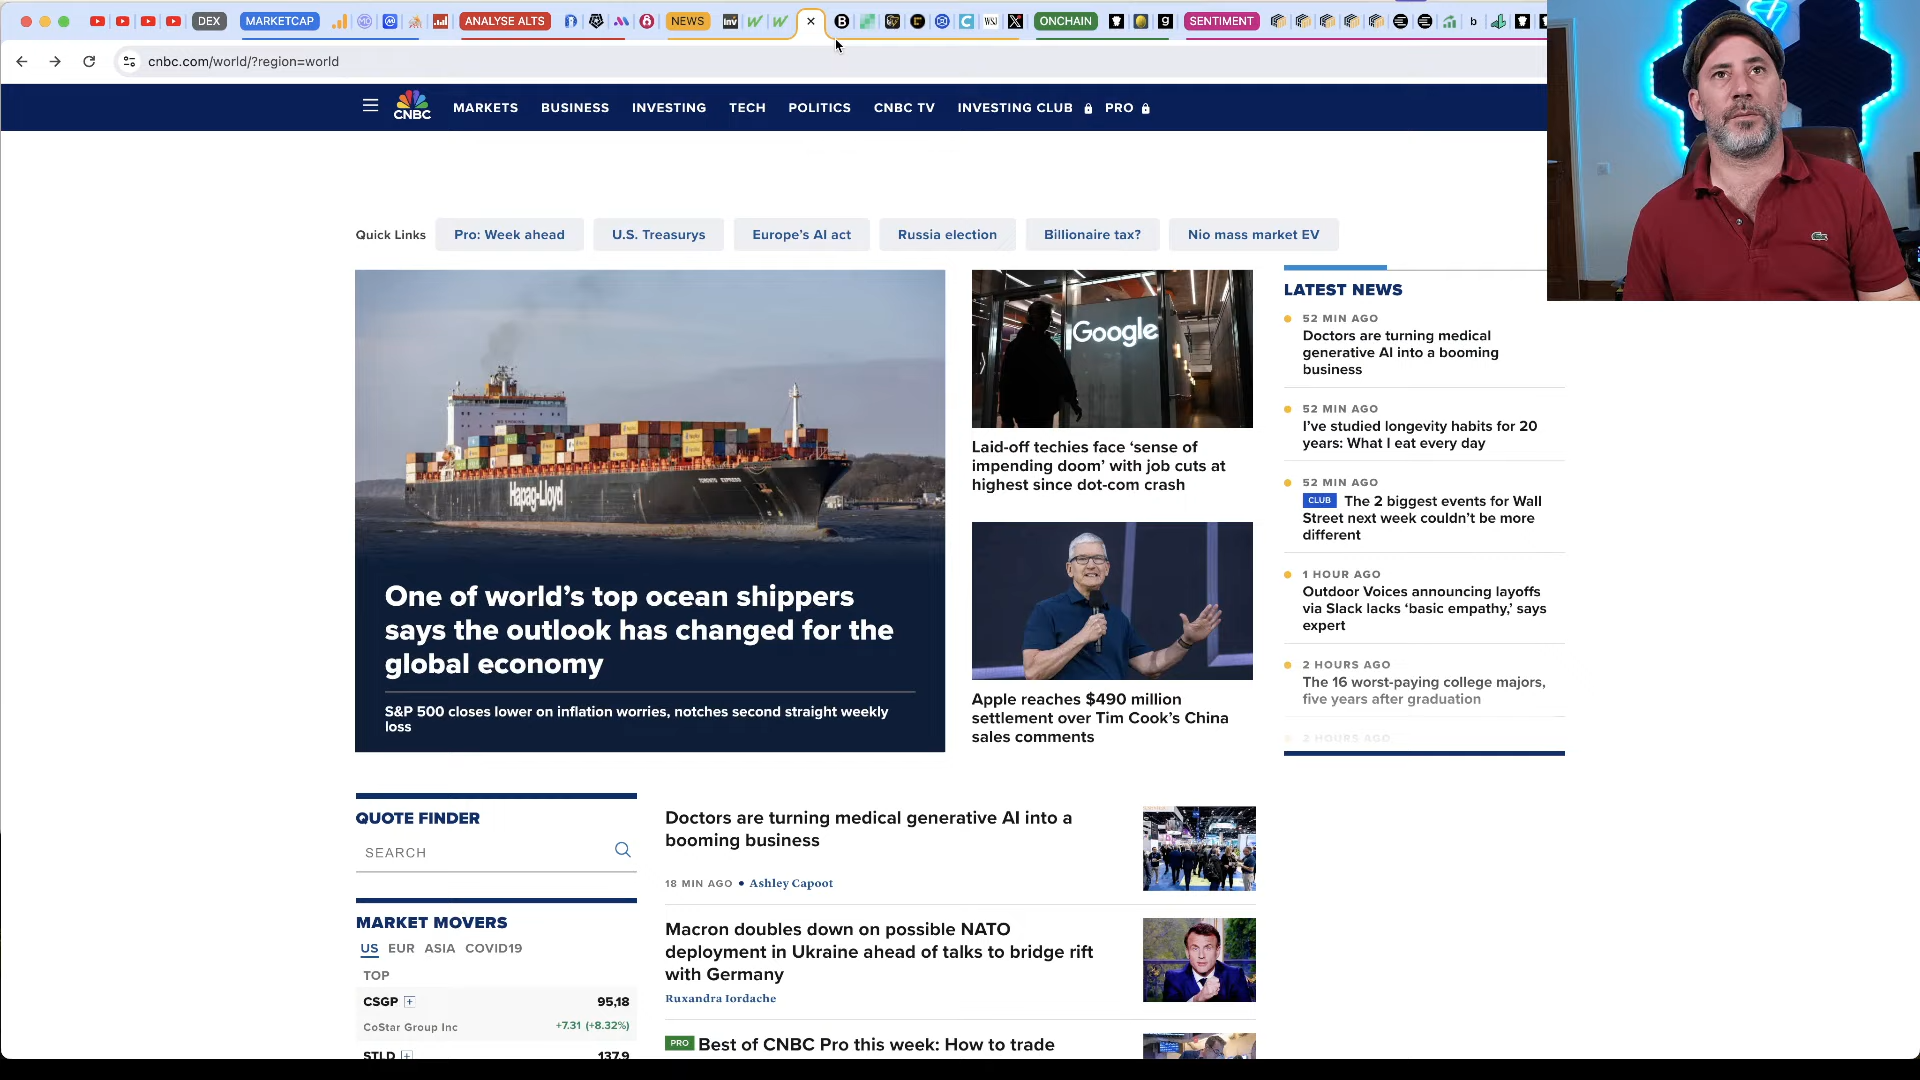 DEX
MARKETCAP
ANALYSE ALTS
NEWS
Inv
WSJ
ONCHAIN
SENTIMENT
cnbc.com/world/?region=world
CNBC
MARKETS
BUSINESS
INVESTING
TECH
POLITICS
CNBC TV
INVESTING CLUB
PRO
Quick Links
Pro: Week ahead
U.S. Treasurys
Europe's AI act
Russia election
Billionaire tax?
Nio mass market EV
Hapag-Lloyd
TORONTO EXPRESS
One of world's top ocean shippers
says the outlook has changed for the
global economy
S&P 500 closes lower on inflation worries, notches second straight weekly
loss
Google
Laid-off techies face ‘sense of
impending doom’ with job cuts at
highest since dot-com crash
Apple reaches $490 million
settlement over Tim Cook’s China
sales comments
LATEST NEWS
52 MIN AGO
Doctors are turning medical
generative AI into a booming
business
52 MIN AGO
I’ve studied longevity habits for 20
years: What I eat every day
52 MIN AGO
CLUB The 2 biggest events for Wall
Street next week couldn’t be more
different
1 HOUR AGO
Outdoor Voices announcing layoffs
via Slack lacks ‘basic empathy,’ says
expert
2 HOURS AGO
The 16 worst-paying college majors,
five years after graduation
2 HOURS AGO
QUOTE FINDER
SEARCH
MARKET MOVERS
US EUR ASIA COVID19
TOP
CSGP 95,18
CoStar Group Inc +7.31 (+8.32%)
STLD 137.9
Doctors are turning medical generative AI into a
booming business
18 MIN AGO • Ashley Capoot
Macron doubles down on possible NATO
deployment in Ukraine ahead of talks to bridge rift
with Germany
Ruxandra Iordache
PRO Best of CNBC Pro this week: How to trade